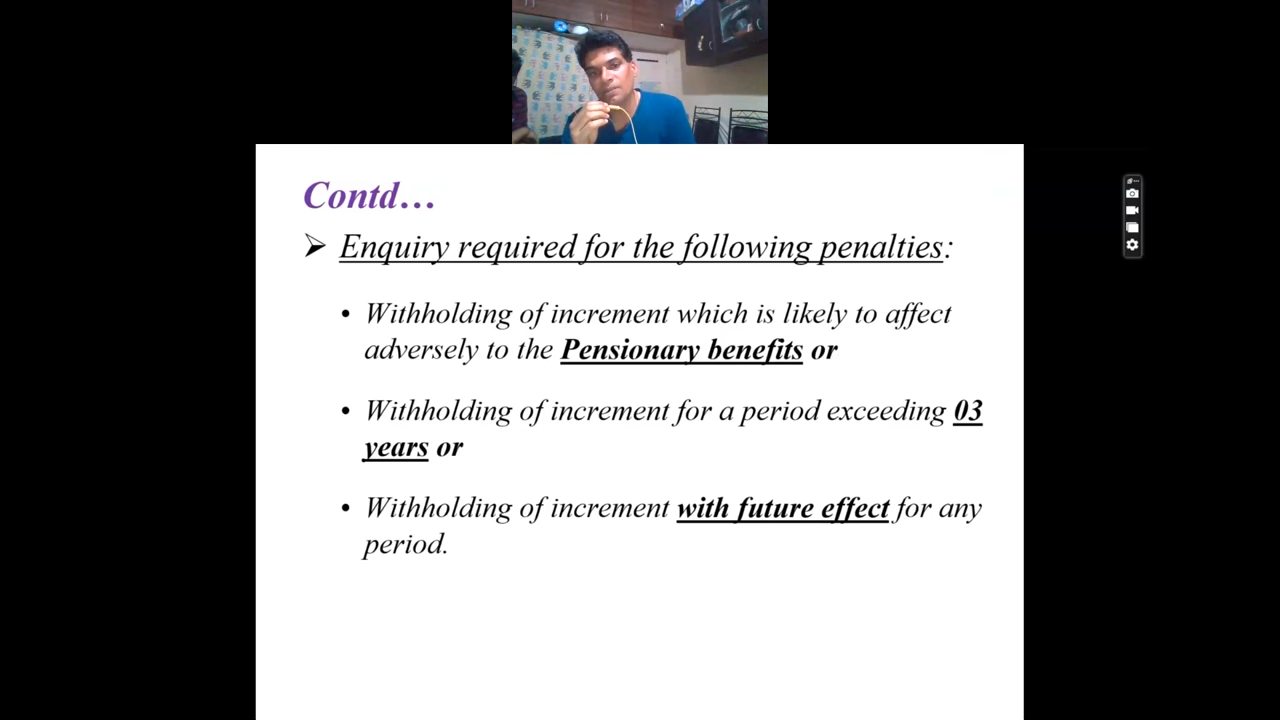 Contd…
➢ Enquiry required for the following penalties:
• Withholding of increment which is likely to affect
adversely to the Pensionary benefits or
• Withholding of increment for a period exceeding 03
years or
• Withholding of increment with future effect for any
period.